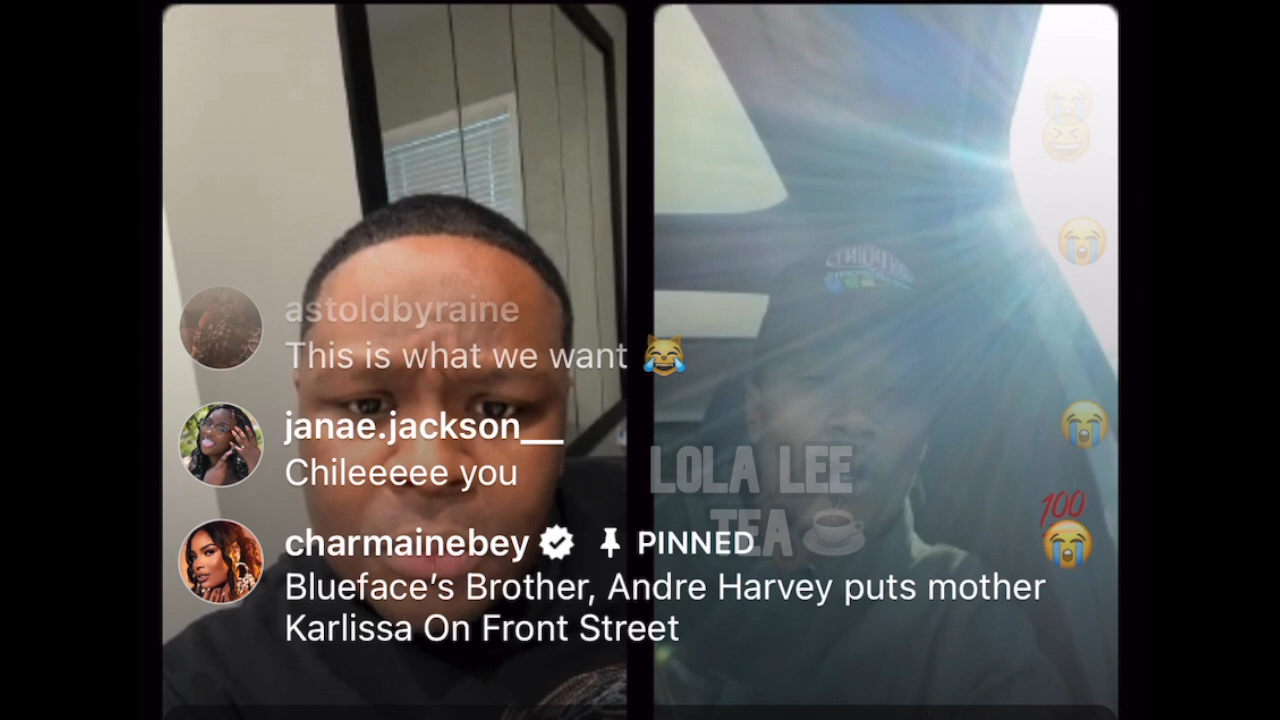 astoldbyraine
This is what we want 😹
janae.jackson__
Chileeeee you
LOLA LEE
TEA ☕
charmainebey PINNED
Blueface’s Brother, Andre Harvey puts mother
Karlissa On Front Street
💯